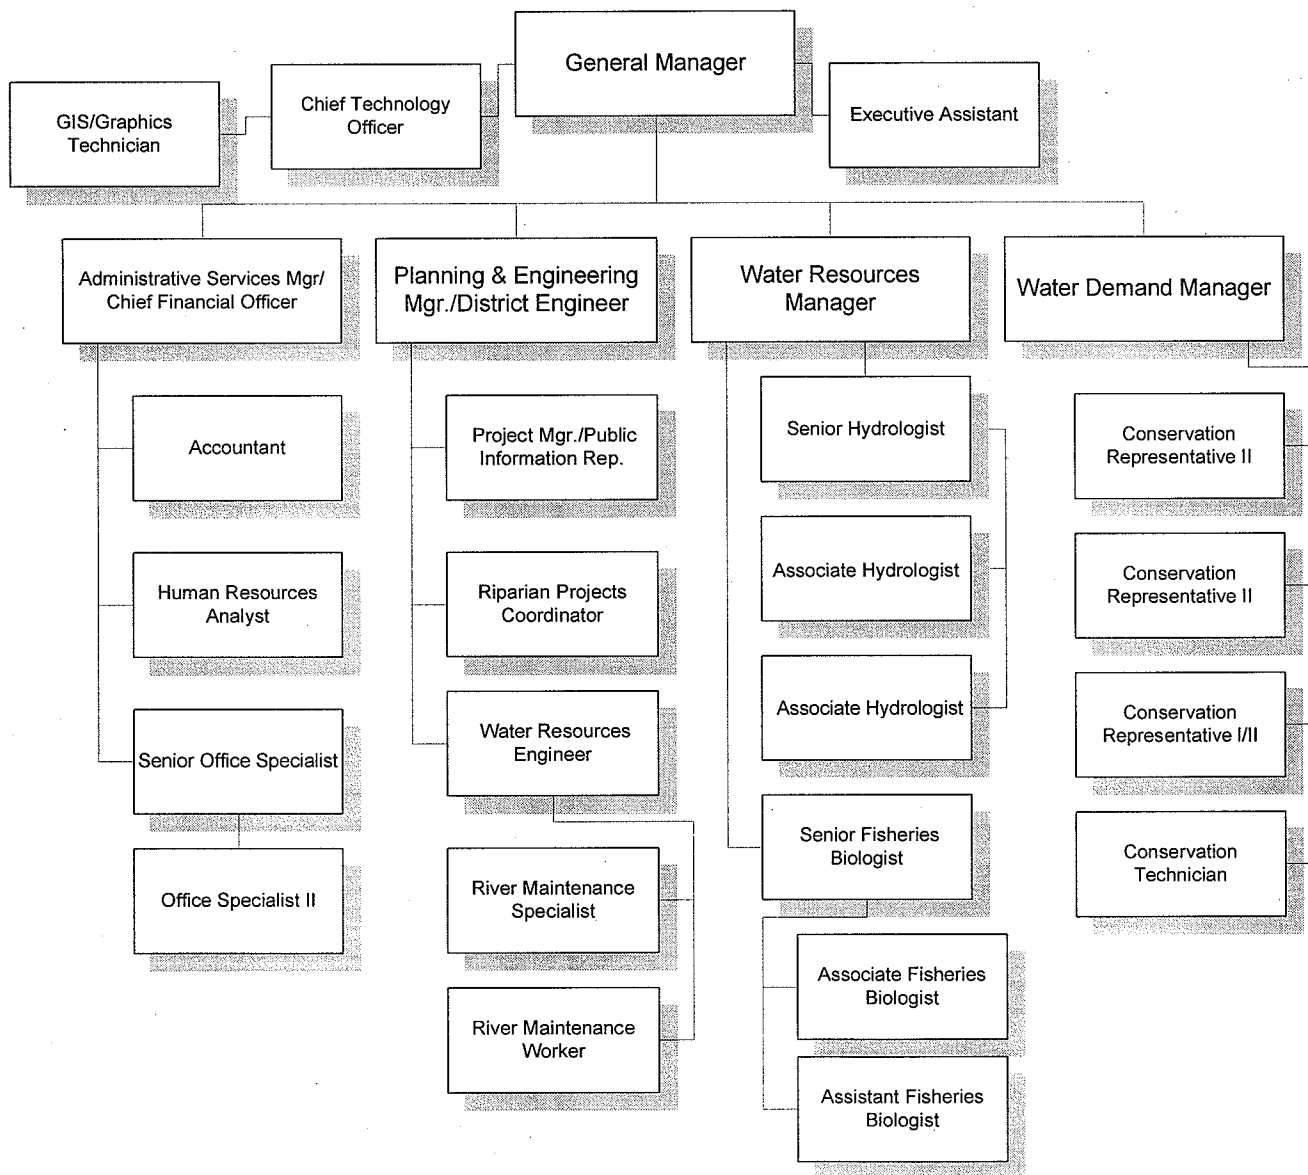 General Manager
Chief Technology
Officer
GIS/Graphics
Technician
Executive Assistant
Administrative Services Mgr/
Chief Financial Officer
Planning & Engineering
Mgr./District Engineer
Water Resources
Manager
Water Demand Manager
Accountant
Human Resources
Analyst
Senior Office Specialist
Office Specialist II
Project Mgr./Public
Information Rep.
Riparian Projects
Coordinator
Water Resources
Engineer
River Maintenance
Specialist
River Maintenance
Worker
Senior Hydrologist
Associate Hydrologist
Associate Hydrologist
Senior Fisheries
Biologist
Associate Fisheries
Biologist
Assistant Fisheries
Biologist
Conservation
Representative II
Conservation
Representative II
Conservation
Representative I/II
Conservation
Technician